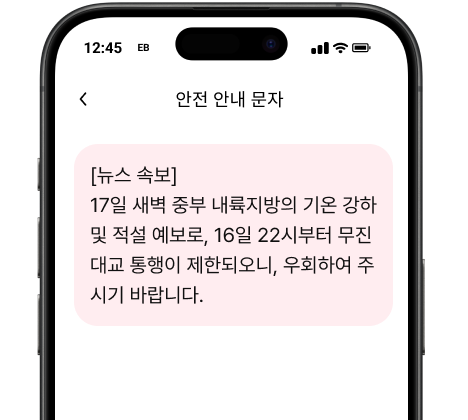 12:45 EB
안전 안내 문자
[뉴스 속보]
17일 새벽 중부 내륙지방의 기온 강하
및 적설 예보로, 16일 22시부터 무진
대교 통행이 제한되오니, 우회하여 주
시기 바랍니다.